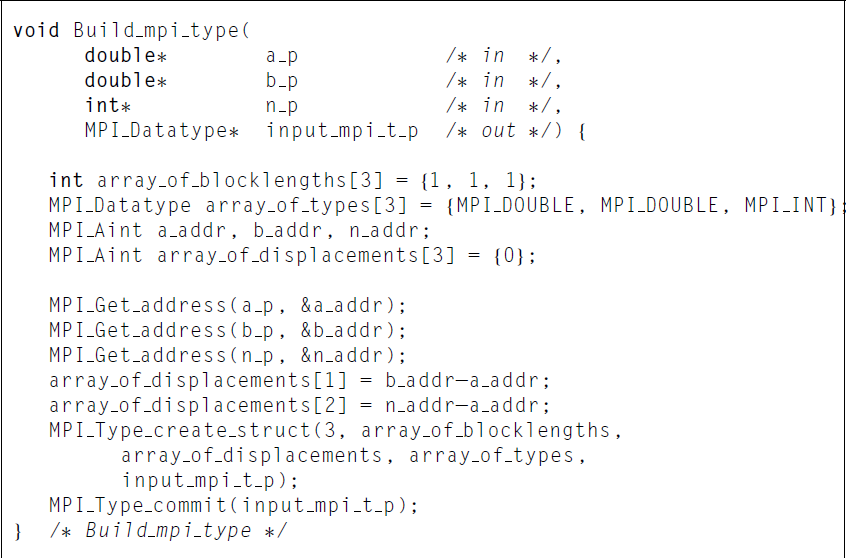 void Build_mpi_type(
double* a_p /* in */,
double* b_p /* in */,
int* n_p /* in */,
MPI_Datatype* input_mpi_t_p /* out */) {
int array_of_blocklengths[3] = {1, 1, 1};
MPI_Datatype array_of_types[3] = {MPI_DOUBLE, MPI_DOUBLE, MPI_INT};
MPI_Aint a_addr, b_addr, n_addr;
MPI_Aint array_of_displacements[3] = {0};
MPI_Get_address(a_p, &a_addr);
MPI_Get_address(b_p, &b_addr);
MPI_Get_address(n_p, &n_addr);
array_of_displacements[1] = b_addr−a_addr;
array_of_displacements[2] = n_addr−a_addr;
MPI_Type_create_struct(3, array_of_blocklengths,
array_of_displacements, array_of_types,
input_mpi_t_p);
MPI_Type_commit(input_mpi_t_p);
} /* Build_mpi_type */